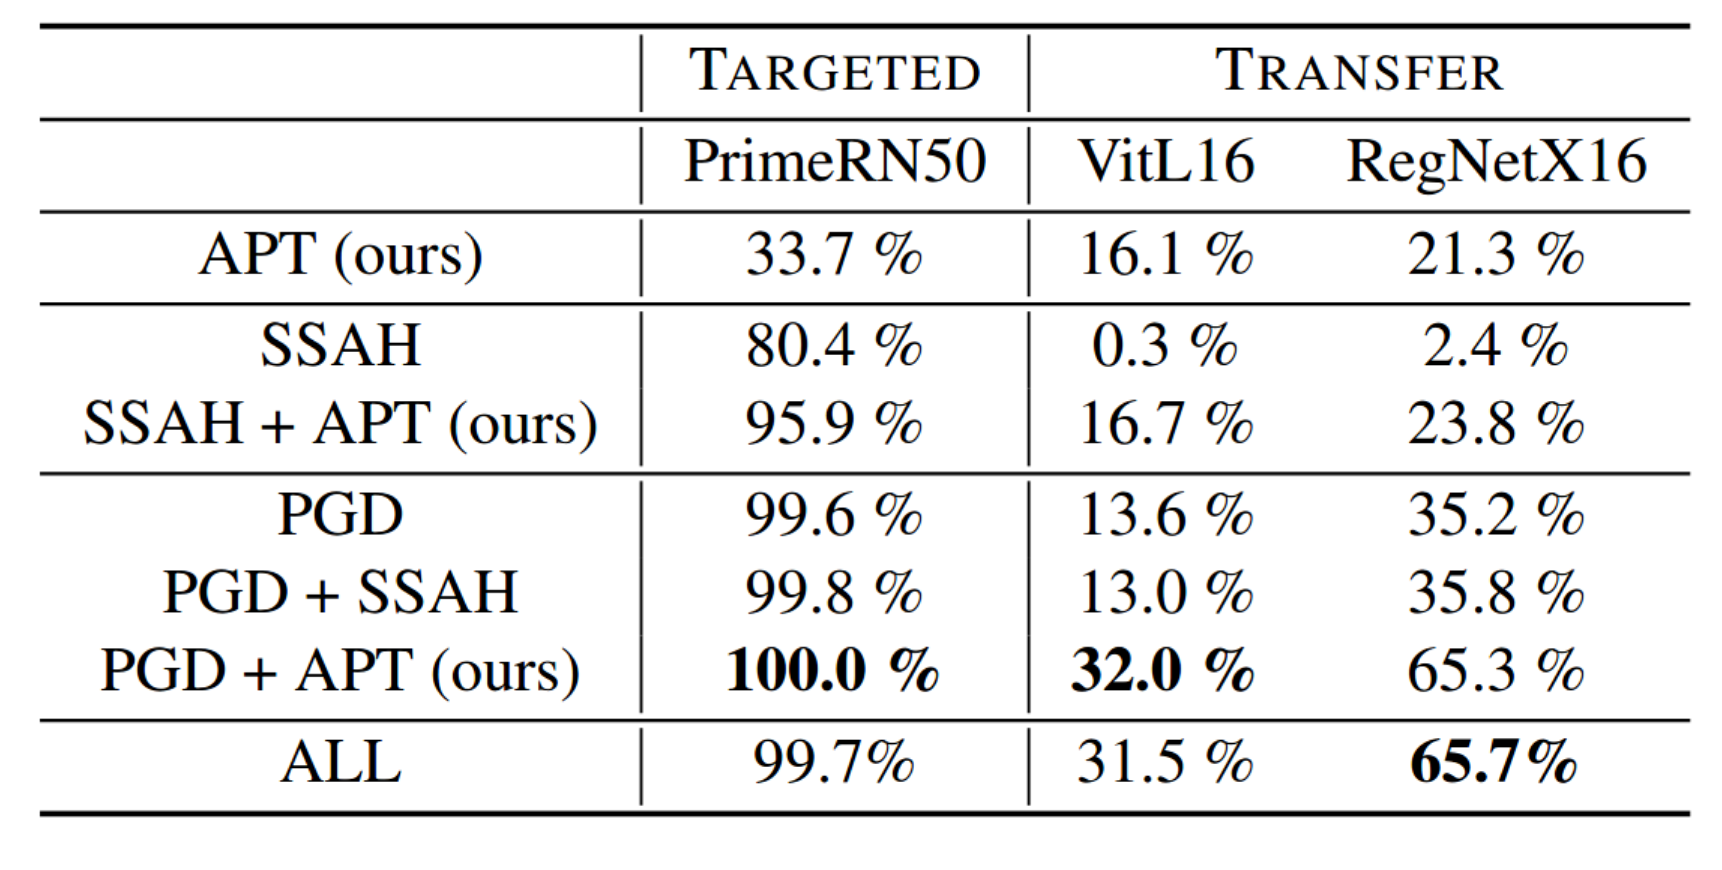 TARGETED TRANSFER
PrimeRN50 VitL16 RegNetX16
APT (ours) 33.7 % 16.1 % 21.3 %
SSAH 80.4 % 0.3 % 2.4 %
SSAH + APT (ours) 95.9 % 16.7 % 23.8 %
PGD 99.6 % 13.6 % 35.2 %
PGD + SSAH 99.8 % 13.0 % 35.8 %
PGD + APT (ours) 100.0 % 32.0 % 65.3 %
ALL 99.7% 31.5 % 65.7%